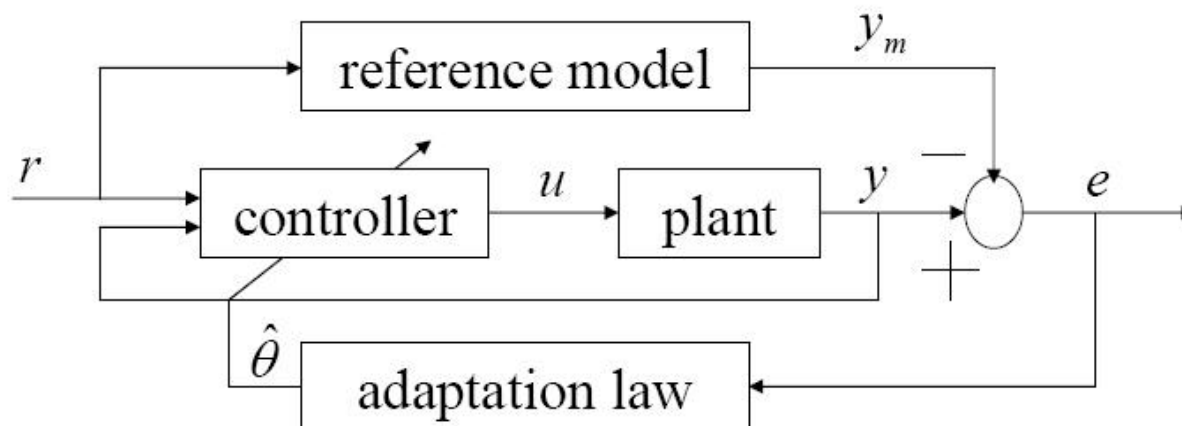 y_m
reference model
r
controller
u
plant
y
−
+
e
θ̂
adaptation law